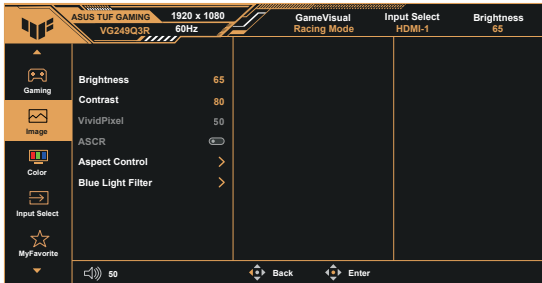 ASUS TUF GAMING 1920 x 1080 GameVisual Input Select Brightness
VG249Q3R 60Hz Racing Mode HDMI-1 65
Gaming
Image
Color
Input Select
MyFavorite
Brightness 65
Contrast 80
VividPixel 50
ASCR
Aspect Control
Blue Light Filter
50 Back Enter